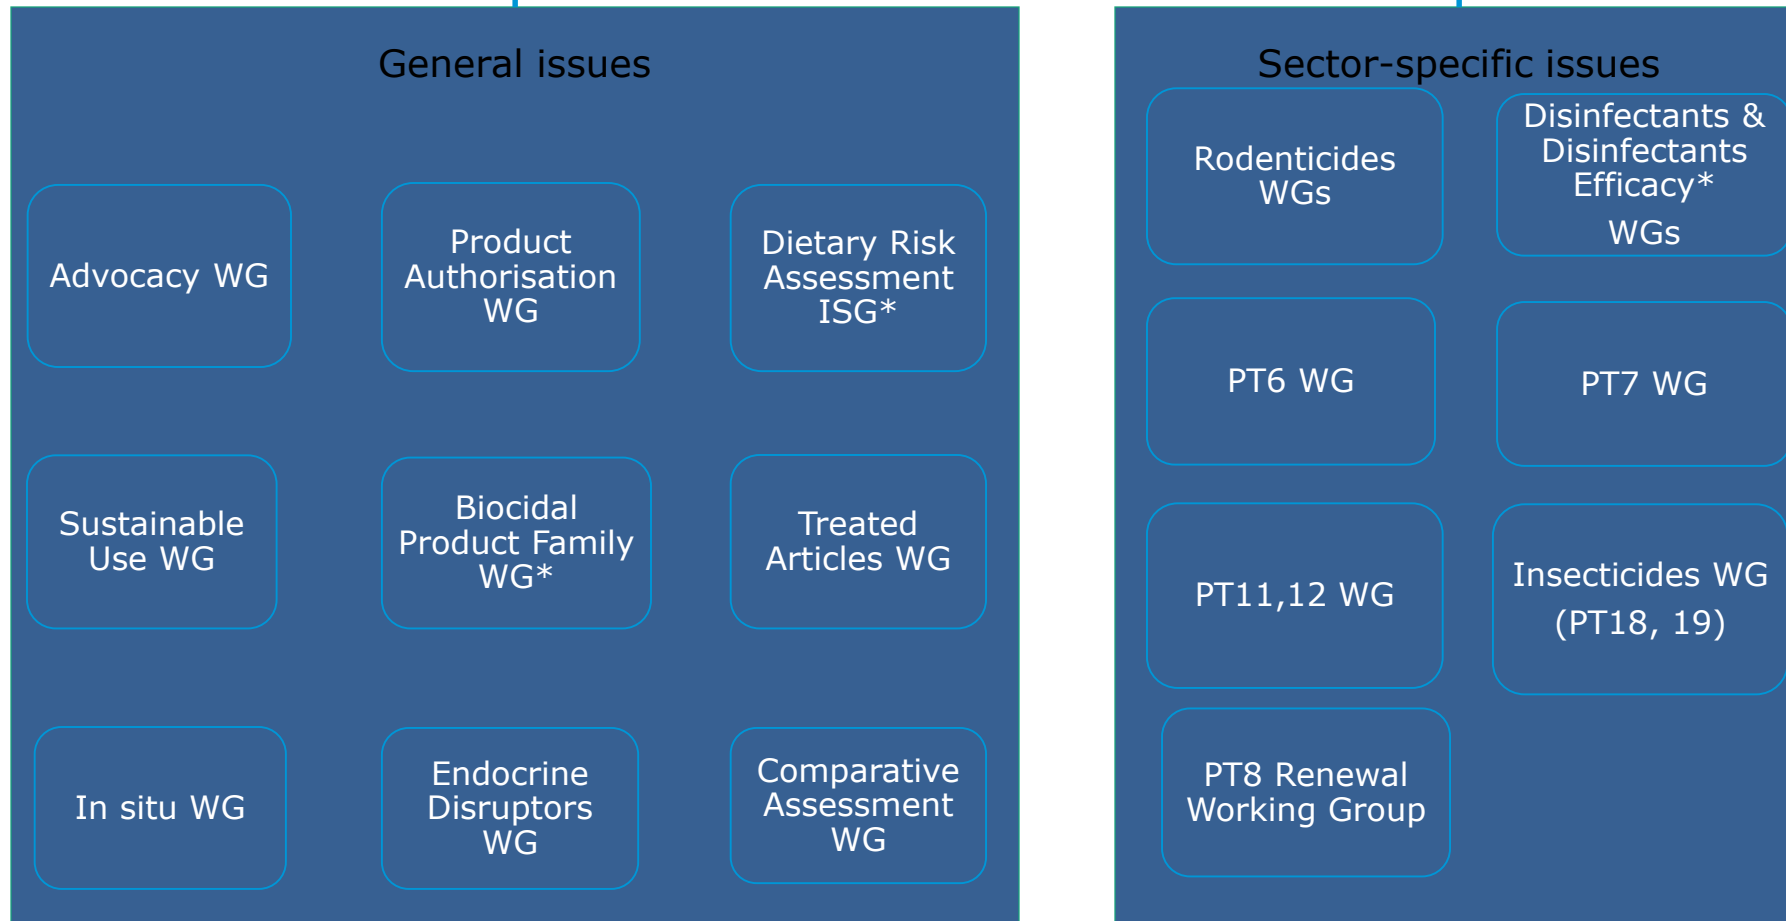 General issues
Advocacy WG
Product
Authorisation
WG
Dietary Risk
Assessment
ISG*
Sustainable
Use WG
Biocidal
Product Family
WG*
Treated
Articles WG
In situ WG
Endocrine
Disruptors
WG
Comparative
Assessment
WG
Sector-specific issues
Rodenticides
WGs
Disinfectants &
Disinfectants
Efficacy*
WGs
PT6 WG
PT7 WG
PT11,12 WG
Insecticides WG
(PT18, 19)
PT8 Renewal
Working Group